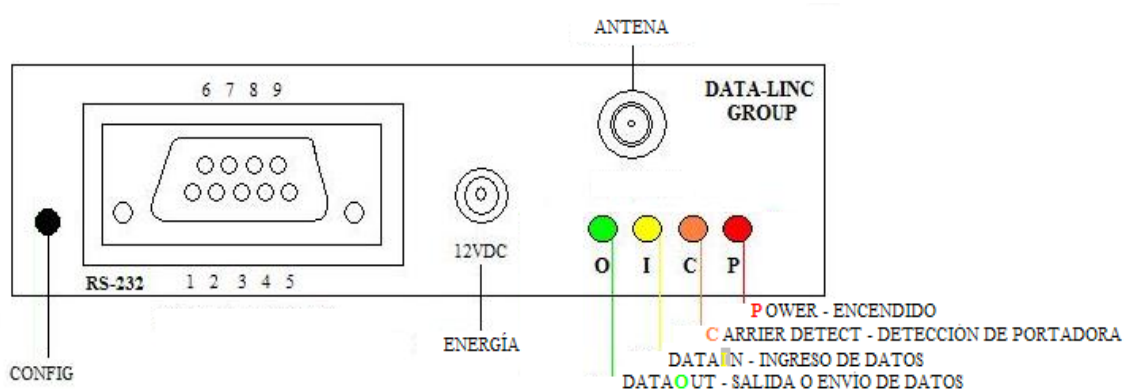 ANTENA
6 7 8 9
DATA-LINC
GROUP
12VDC
O I C P
RS-232
1 2 3 4 5
POWER - ENCENDIDO
CARRIER DETECT - DETECCIÓN DE PORTADORA
ENERGÍA
DATA IN - INGRESO DE DATOS
CONFIG
DATA OUT - SALIDA O ENVÍO DE DATOS